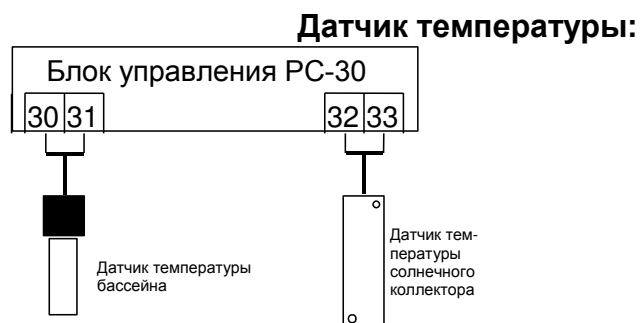 Датчик температуры:
Блок управления PC-30
30 31 32 33
Датчик температуры
бассейна
Датчик тем-
пературы
солнечного
коллектора